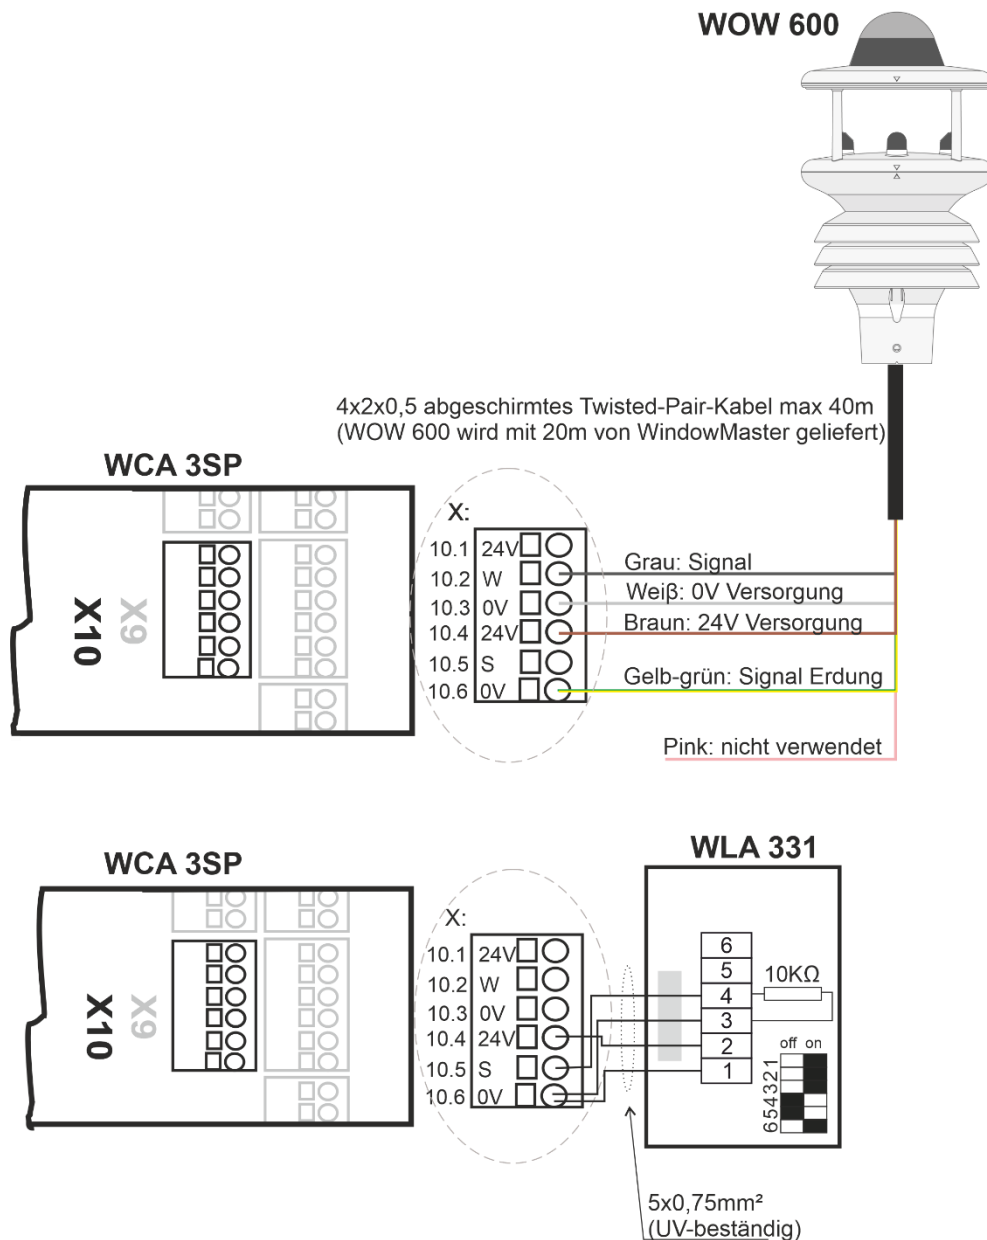 WOW 600
4x2x0,5 abgeschirmtes Twisted-Pair-Kabel max 40m
(WOW 600 wird mit 20m von WindowMaster geliefert)
WCA 3SP
X10
X9
X:
10.1 24V
10.2 W
10.3 0V
10.4 24V
10.5 S
10.6 0V
Grau: Signal
Weiß: 0V Versorgung
Braun: 24V Versorgung
Gelb-grün: Signal Erdung
Pink: nicht verwendet
WCA 3SP
X10
X9
X:
10.1 24V
10.2 W
10.3 0V
10.4 24V
10.5 S
10.6 0V
WLA 331
6
5
4
3
2
1
10KΩ
off on
654321
5x0,75mm²
(UV-beständig)